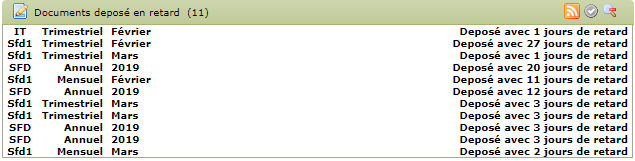 Documents deposé en retard (11)
IT Trimestriel Février Deposé avec 1 jours de retard
Sfd1 Trimestriel Février Deposé avec 27 jours de retard
Sfd1 Trimestriel Mars Deposé avec 1 jours de retard
SFD Annuel 2019 Deposé avec 20 jours de retard
Sfd1 Mensuel Février Deposé avec 11 jours de retard
SFD Annuel 2019 Deposé avec 12 jours de retard
Sfd1 Trimestriel Mars Deposé avec 3 jours de retard
Sfd1 Trimestriel Mars Deposé avec 3 jours de retard
SFD Annuel 2019 Deposé avec 3 jours de retard
SFD Annuel 2019 Deposé avec 3 jours de retard
Sfd1 Mensuel Mars Deposé avec 2 jours de retard